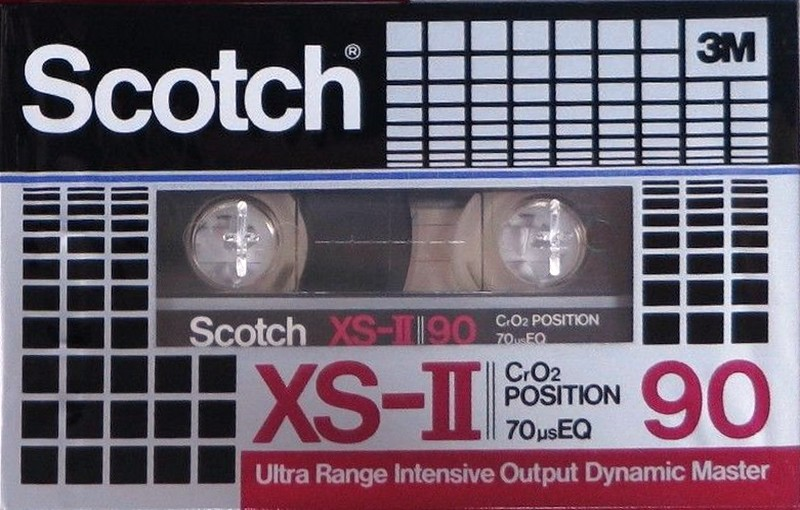 Scotch®
3M
Scotch XS-II 90 CrO2 POSITION
70µsEQ
XS-II CrO2 POSITION 70µsEQ 90
Ultra Range Intensive Output Dynamic Master